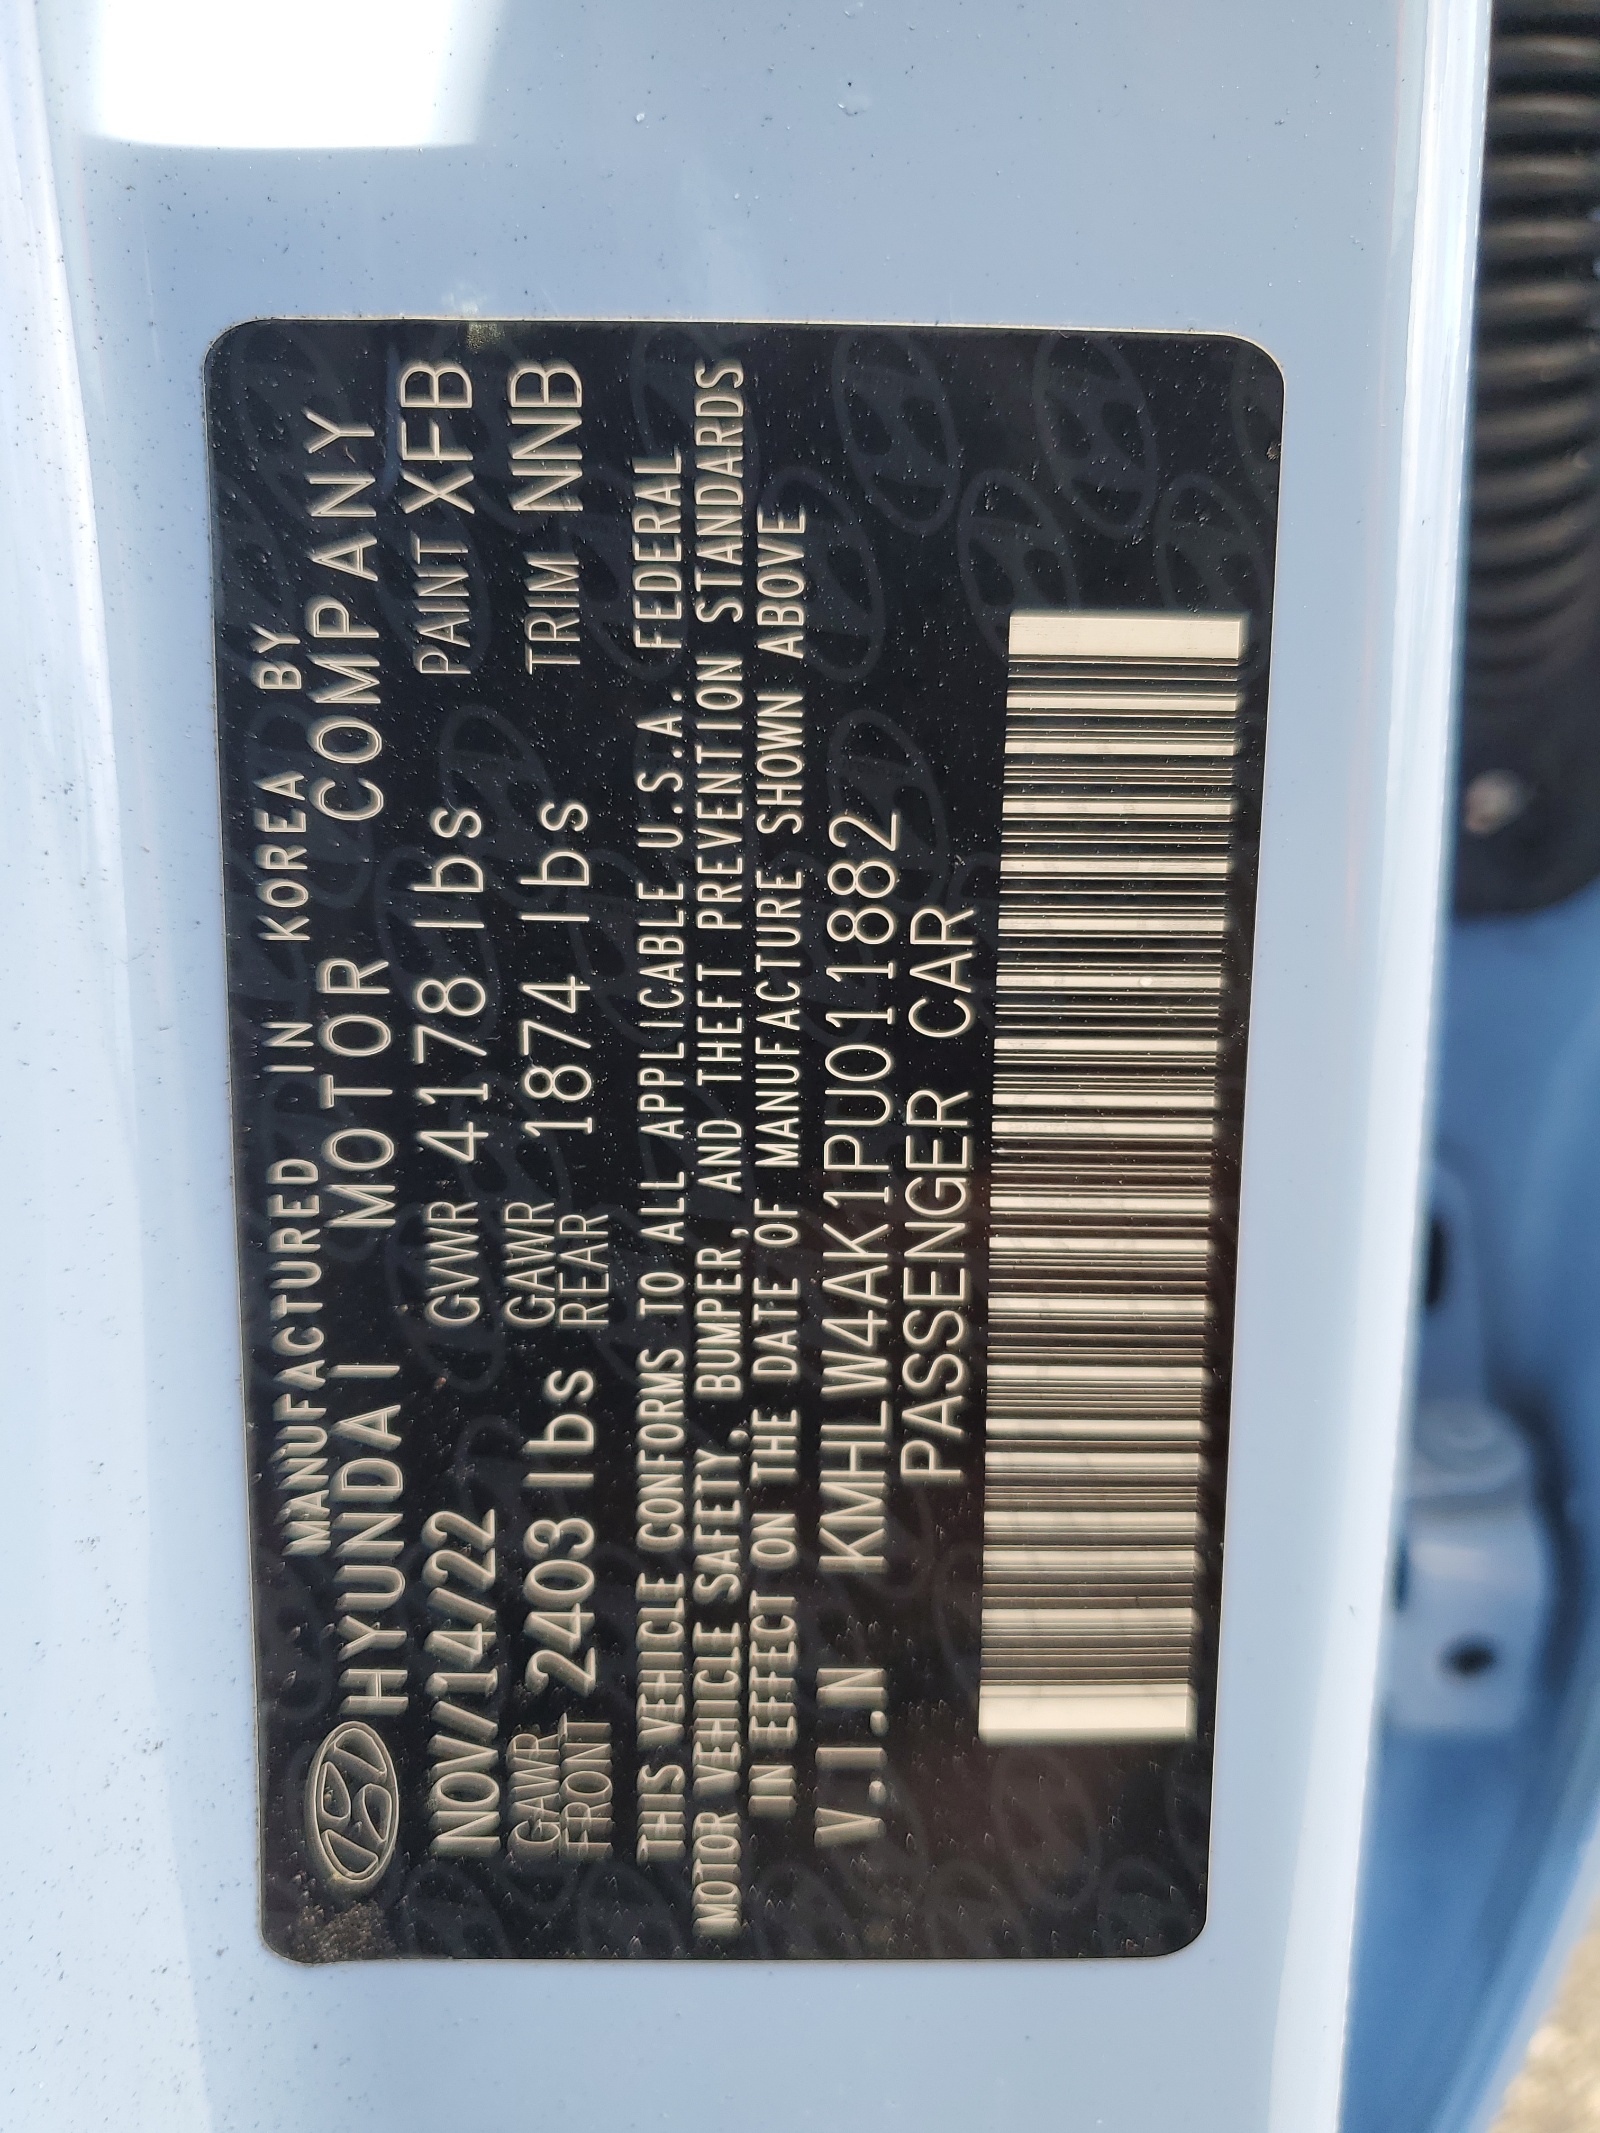 MANUFACTURED IN KOREA BY
HYUNDAI MOTOR COMPANY
NOV/14/22 GVWR 4178 lbs PAINT XFB
GAWR FRONT 2403 lbs GAWR REAR 1874 lbs TRIM NNB
THIS VEHICLE CONFORMS TO ALL APPLICABLE U.S.A. FEDERAL
MOTOR VEHICLE SAFETY, BUMPER, AND THEFT PREVENTION STANDARDS
IN EFFECT ON THE DATE OF MANUFACTURE SHOWN ABOVE
V.I.N KMHLW4AK1PU011882
PASSENGER CAR